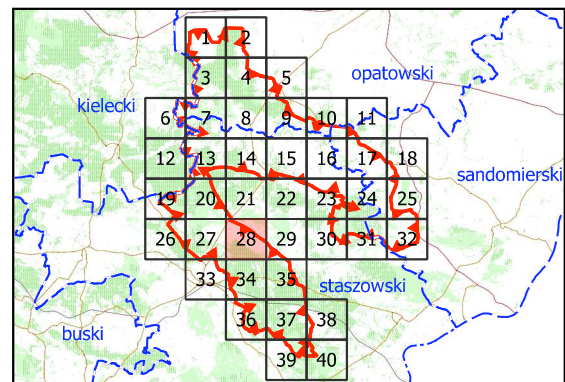 1 2
3 4 5
opatowski
kielecki
6 7 8 9 10 11
12 13 14 15 16 17 18
sandomierski
19 20 21 22 23 24 25
26 27 28 29 30 31 32
33 34 35
staszowski
buski
36 37 38
39 40